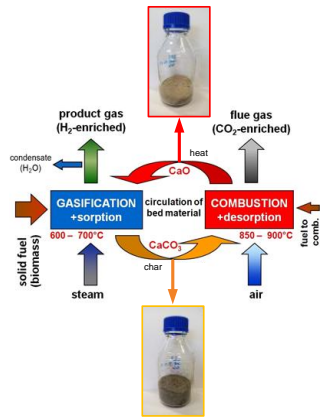 product gas
(H₂-enriched)
flue gas
(CO₂-enriched)
condensate
(H₂O)
heat
CaO
GASIFICATION
+sorption
circulation of
bed material
COMBUSTION
+desorption
600 – 700°C
850 – 900°C
solid fuel
(biomass)
CaCO₃
char
fuel to
comb.
steam
air